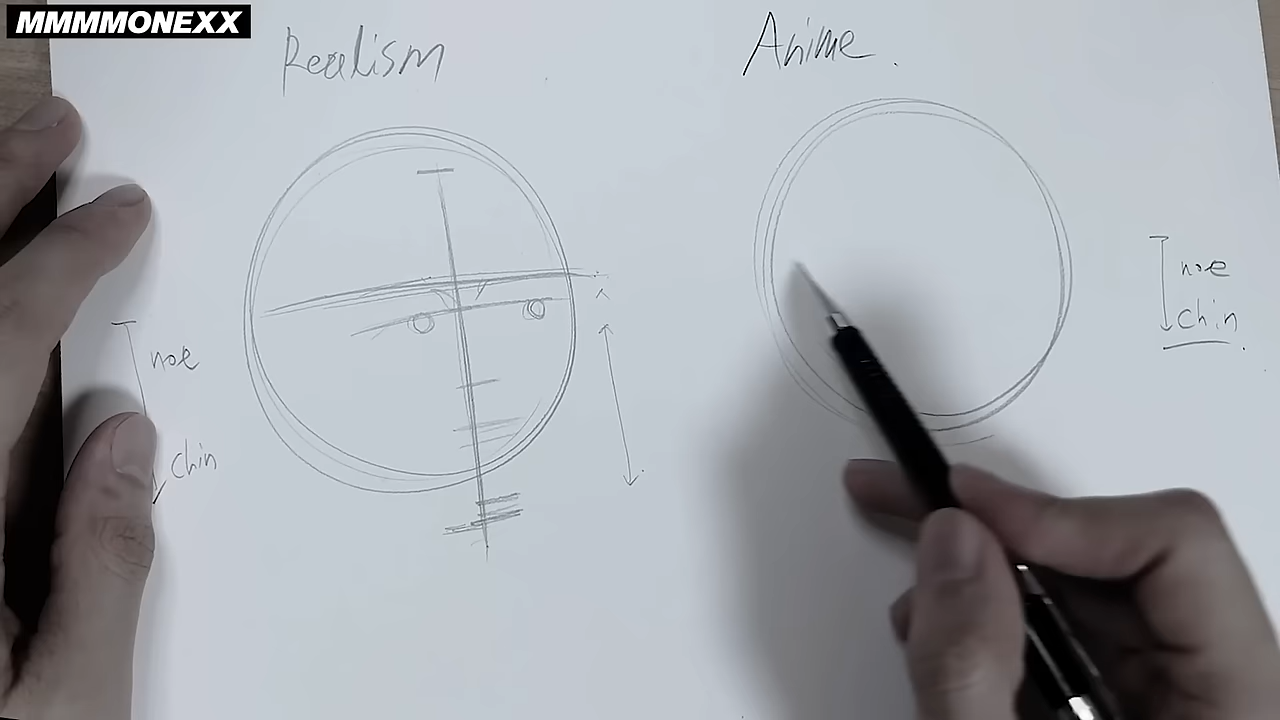 MMMMONEXX
Realism
Anime.
nose
chin
nose
chin.